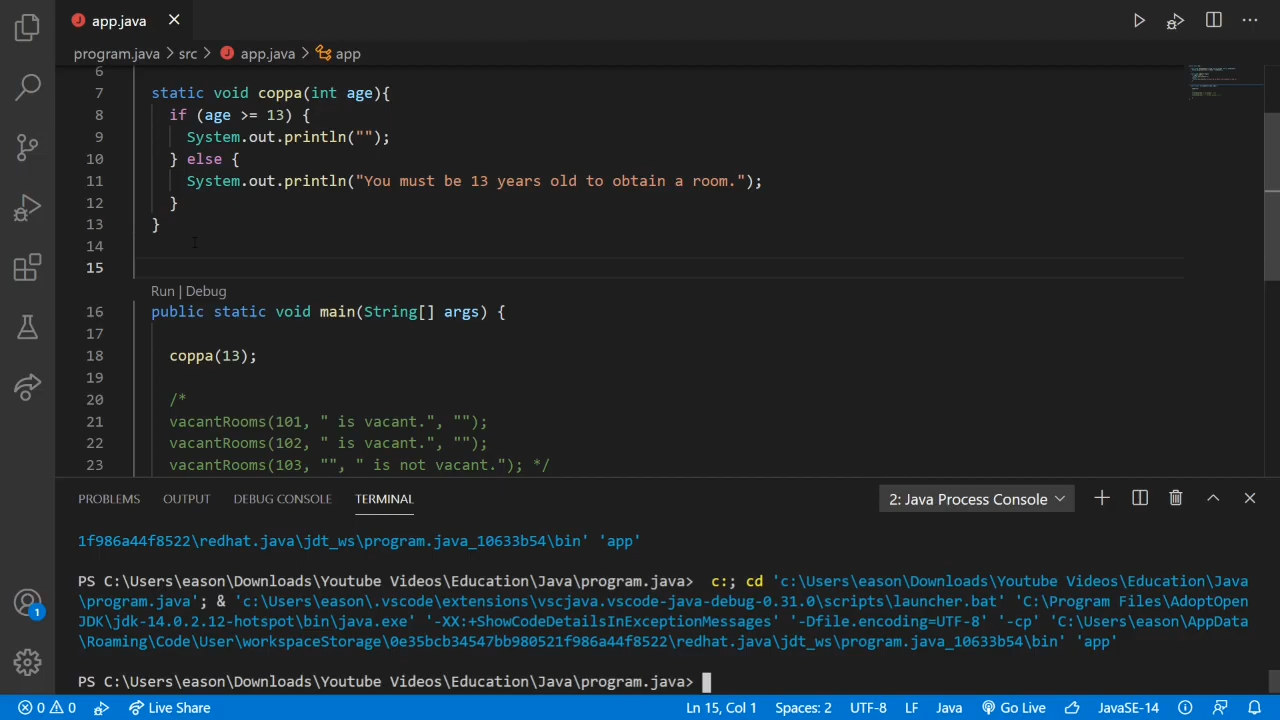 app.java
program.java > src > app.java > app
6
7 static void coppa(int age){
8 if (age >= 13) {
9 System.out.println("");
10 } else {
11 System.out.println("You must be 13 years old to obtain a room.");
12 }
13 }
14
15
Run | Debug
16 public static void main(String[] args) {
17
18 coppa(13);
19
20 /*
21 vacantRooms(101, " is vacant.", "");
22 vacantRooms(102, " is vacant.", "");
23 vacantRooms(103, "", " is not vacant."); */
PROBLEMS OUTPUT DEBUG CONSOLE TERMINAL 2: Java Process Console
1f986a44f8522\redhat.java\jdt_ws\program.java_10633b54\bin' 'app'
PS C:\Users\eason\Downloads\Youtube Videos\Education\Java\program.java> c:; cd 'c:\Users\eason\Downloads\Youtube Videos\Education\Java
\program.java'; & 'c:\Users\eason\.vscode\extensions\vscjava.vscode-java-debug-0.31.0\scripts\launcher.bat' 'C:\Program Files\AdoptOpen
JDK\jdk-14.0.2.12-hotspot\bin\java.exe' '-XX:+ShowCodeDetailsInExceptionMessages' '-Dfile.encoding=UTF-8' '-cp' 'C:\Users\eason\AppData
\Roaming\Code\User\workspaceStorage\0e35bcb34547bb980521f986a44f8522\redhat.java\jdt_ws\program.java_10633b54\bin' 'app'
PS C:\Users\eason\Downloads\Youtube Videos\Education\Java\program.java>
1
0 0 Live Share Ln 15, Col 1 Spaces: 2 UTF-8 LF Java Go Live JavaSE-14